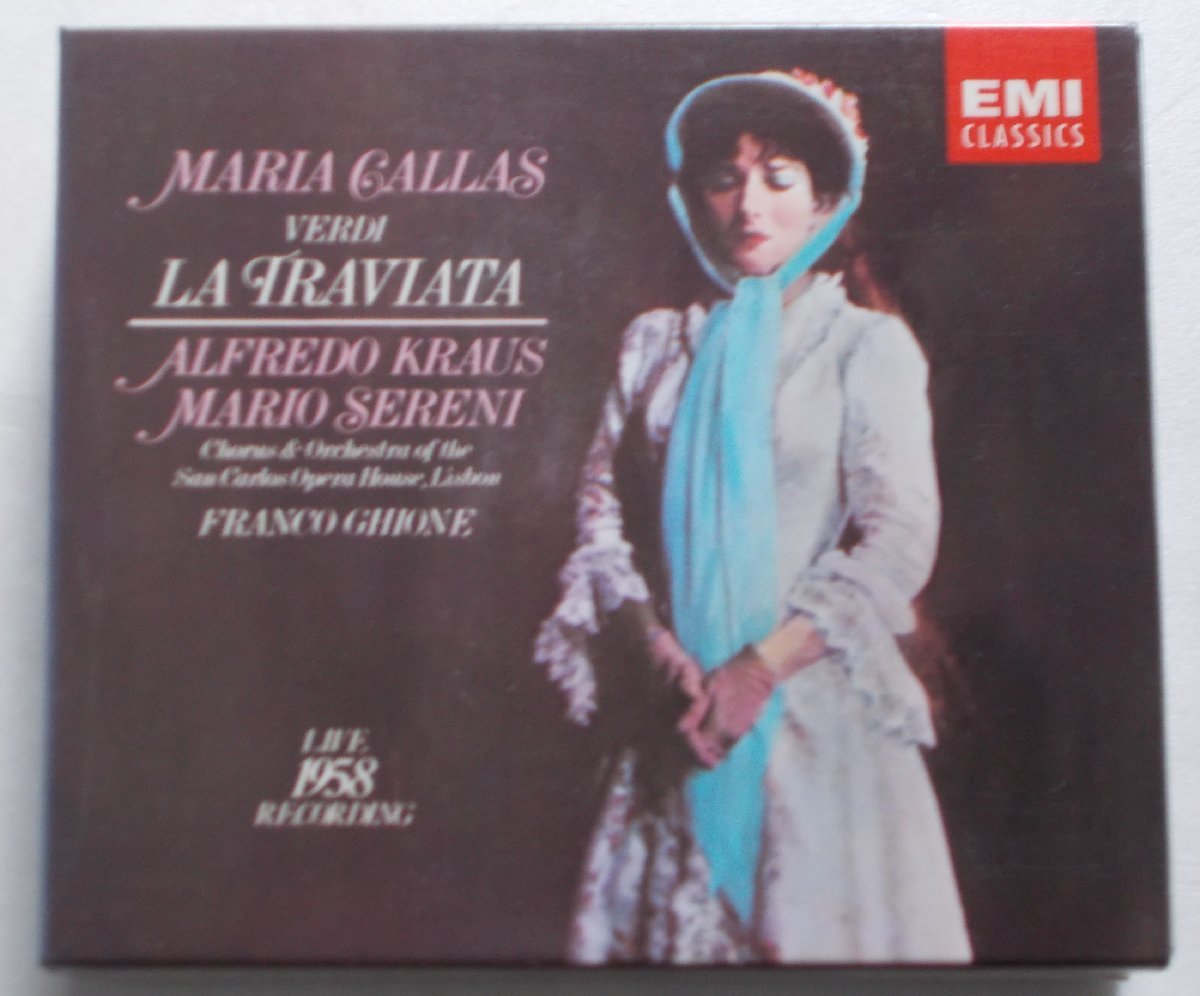 EMI
CLASSICS
MARIA CALLAS
VERDI
LA TRAVIATA
ALFREDO KRAUS
MARIO SERENI
Chorus & Orchestra of the
San Carlos Opera House, Lisbon
FRANCO GHIONE
LIVE
1958
RECORDING